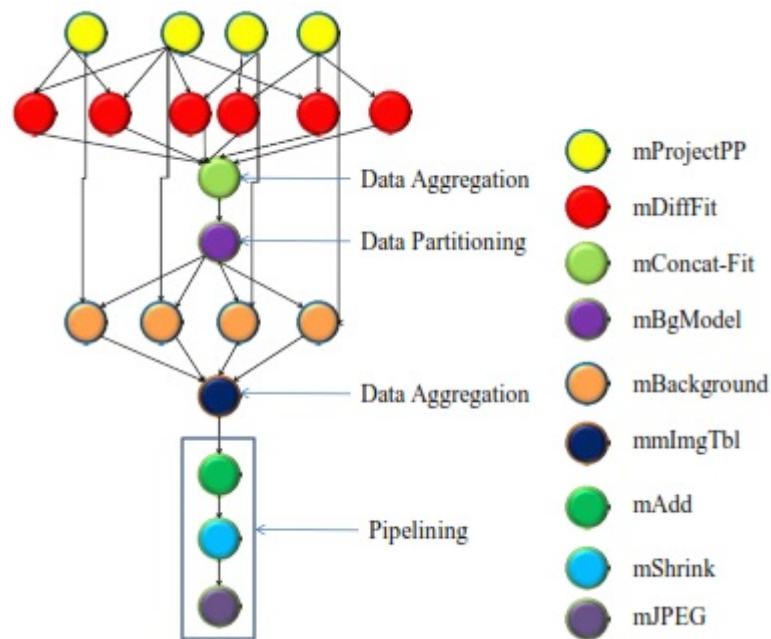 mProjectPP
Data Aggregation
mDiffFit
Data Partitioning
mConcat-Fit
mBgModel
Data Aggregation
mBackground
mmImgTbl
Pipelining
mAdd
mShrink
mJPEG